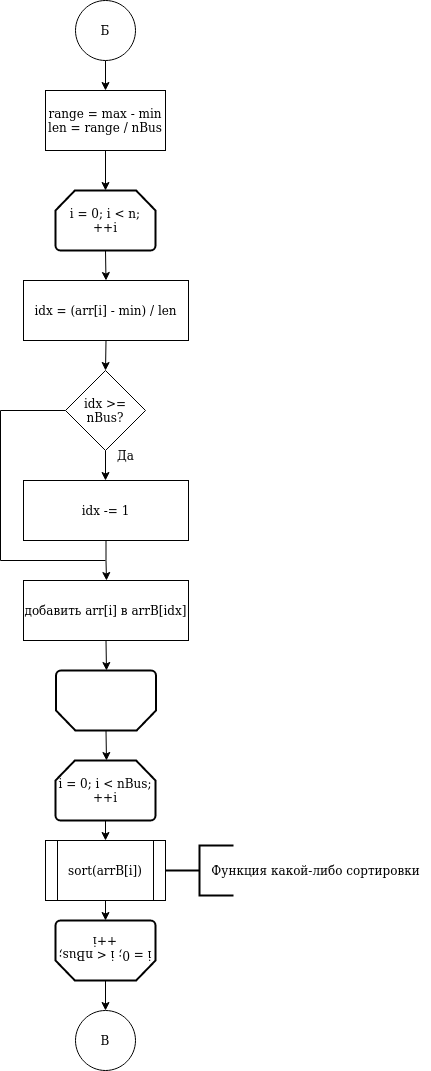 Б
range = max - min
len = range / nBus
i = 0; i < n;
++i
idx = (arr[i] - min) / len
idx >=
nBus?
Да
idx -= 1
добавить arr[i] в arrB[idx]
i = 0; i < nBus;
++i
sort(arrB[i])
Функция какой-либо сортировки
i = 0; i < nBus;
++i
В